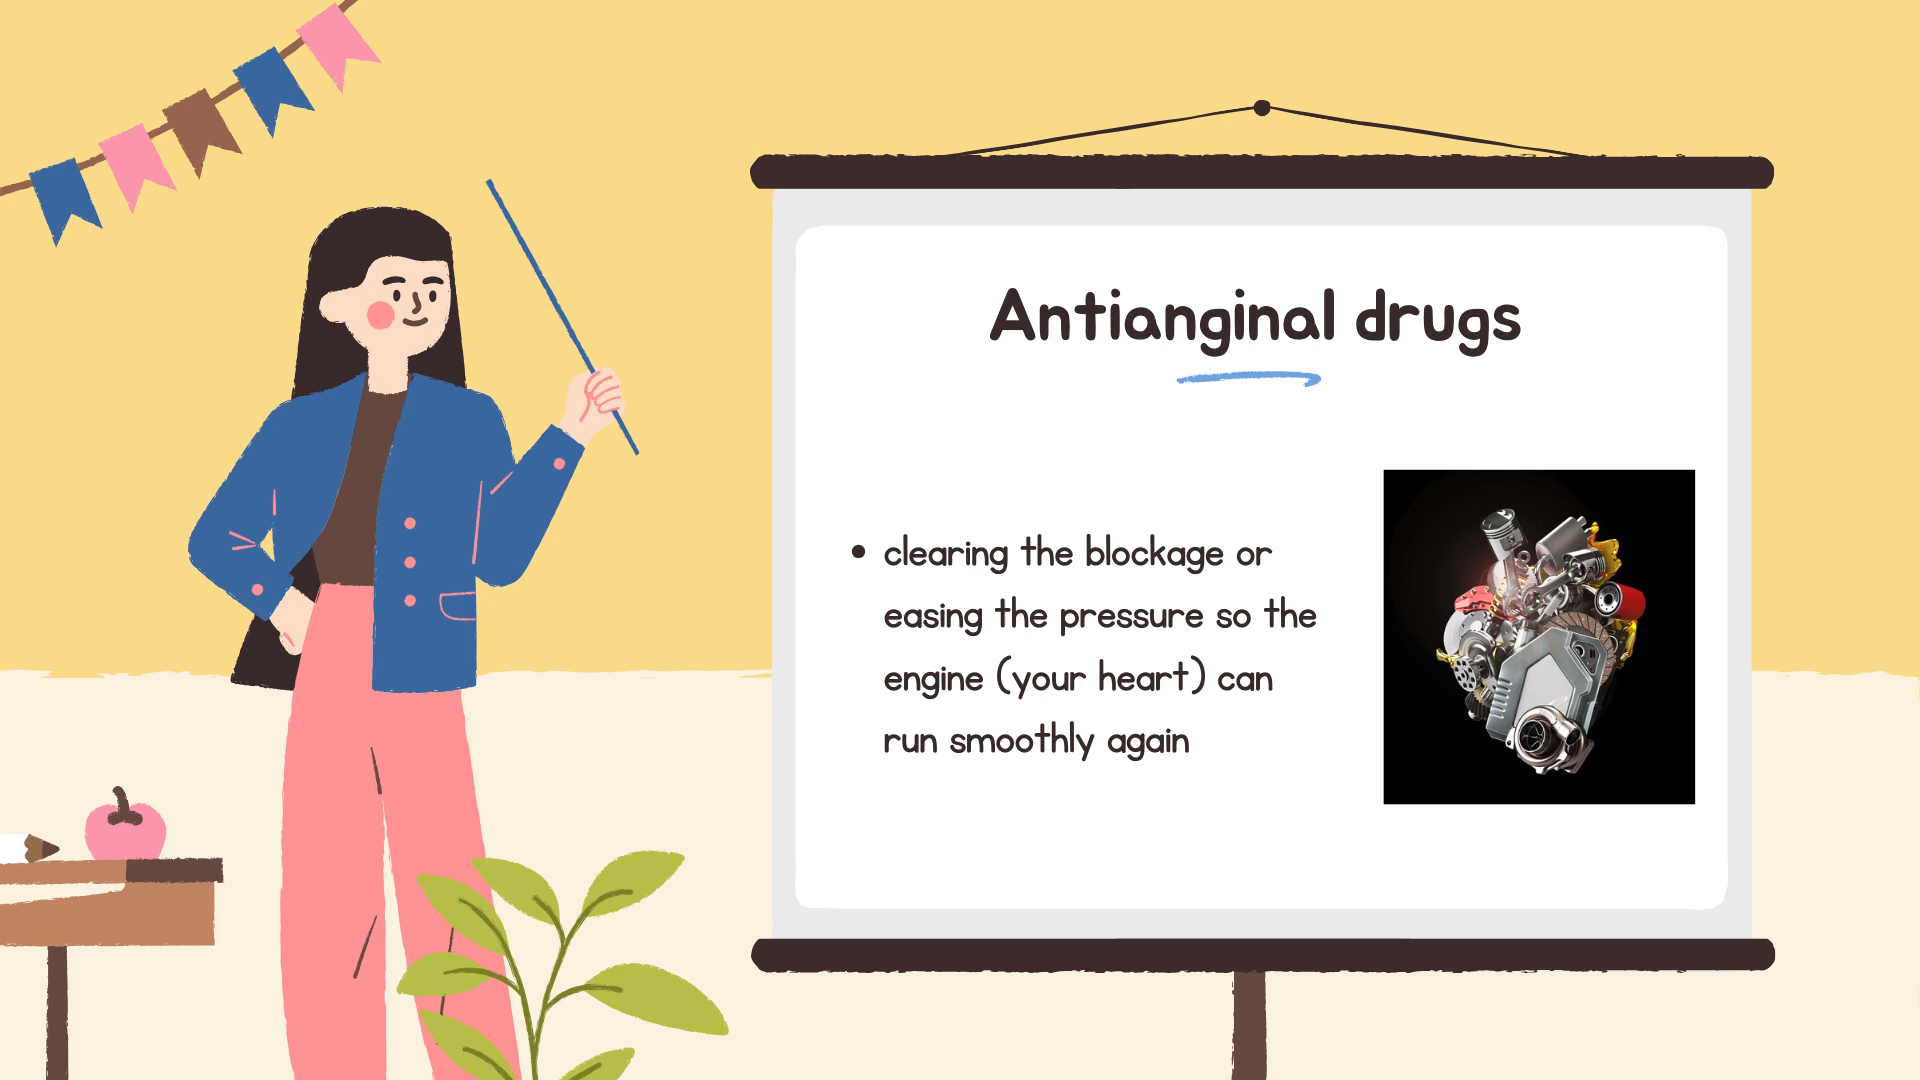 Antianginal drugs
• clearing the blockage or
easing the pressure so the
engine (your heart) can
run smoothly again